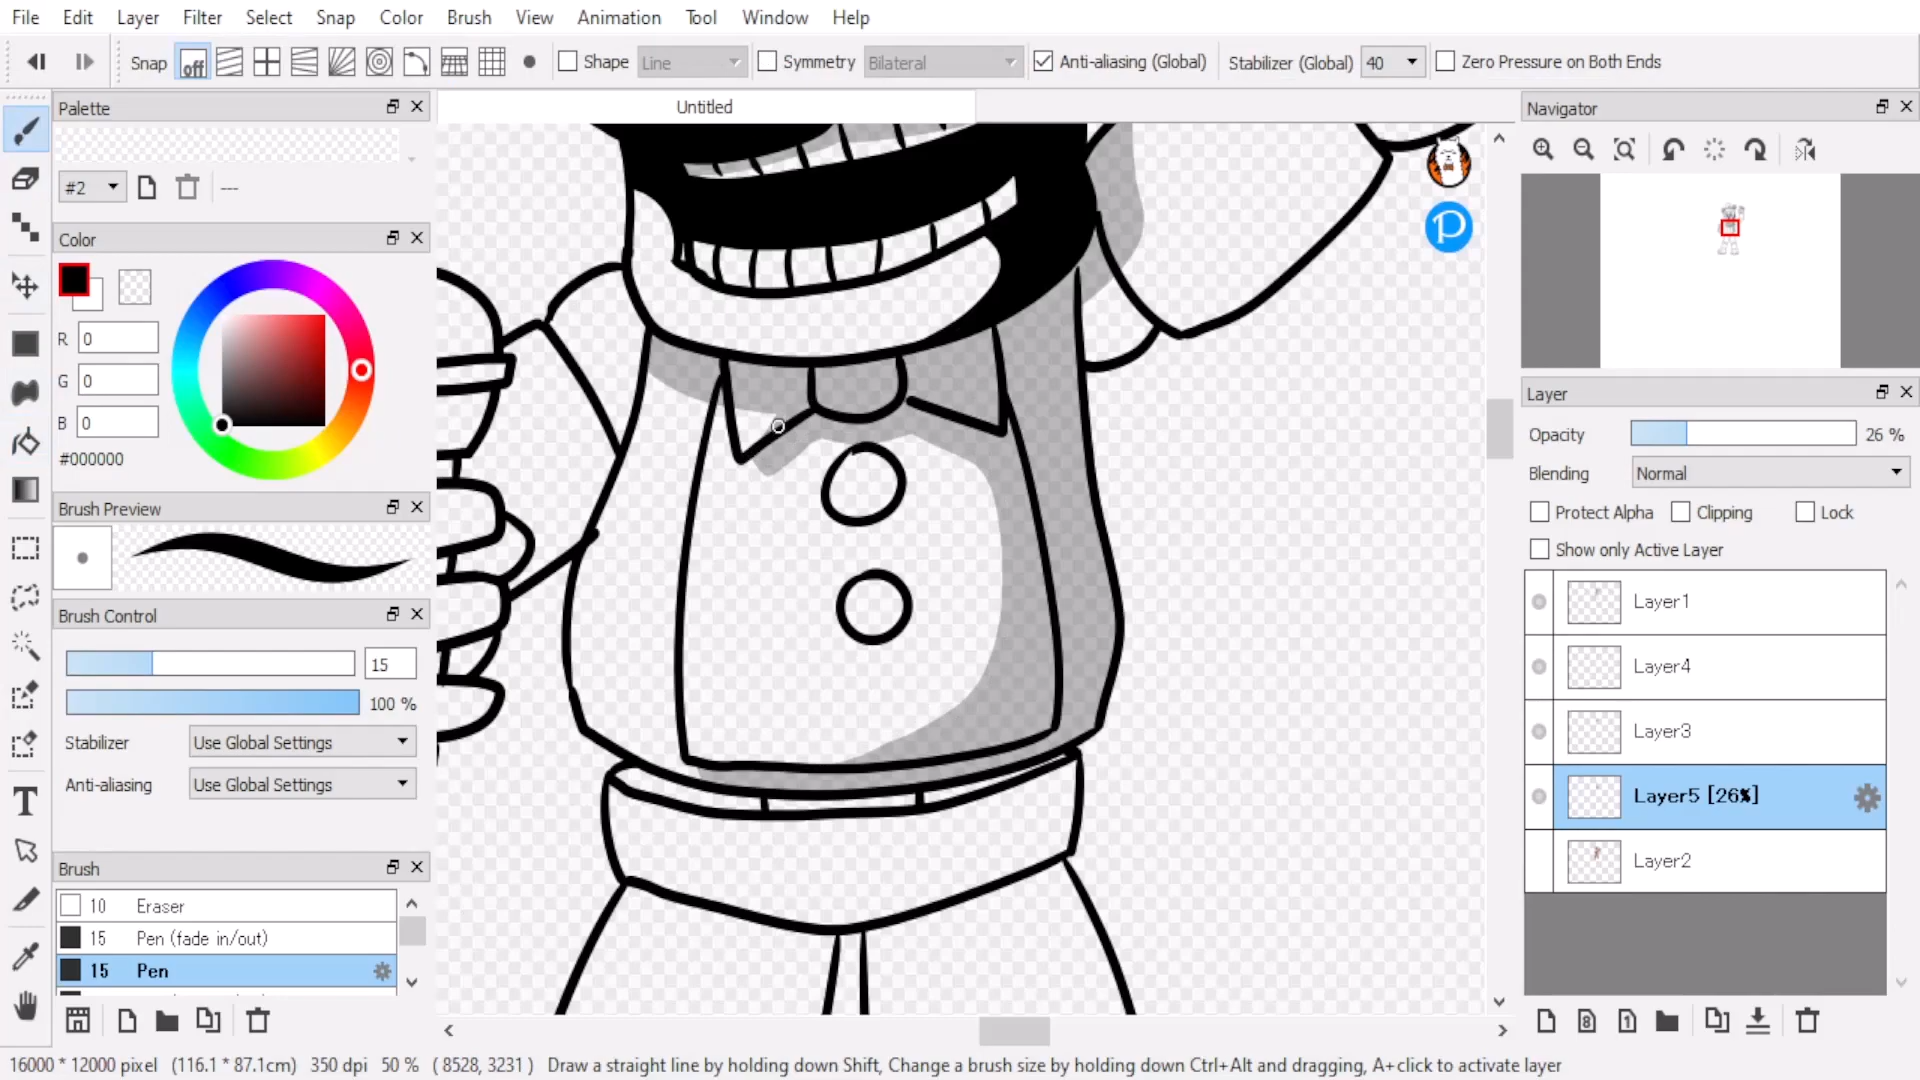 File Edit Layer Filter Select Snap Color Brush View Animation Tool Window Help
Snap off Shape Line Symmetry Bilateral Anti-aliasing (Global) Stabilizer (Global) 40 Zero Pressure on Both Ends
Palette
#2 ---
Color
R 0
G 0
B 0
#000000
Brush Preview
Brush Control
15
100 %
Stabilizer Use Global Settings
Anti-aliasing Use Global Settings
Brush
10 Eraser
15 Pen (fade in/out)
15 Pen
Untitled
P
Navigator
Layer
Opacity 26 %
Blending Normal
Protect Alpha Clipping Lock
Show only Active Layer
Layer1
Layer4
Layer3
Layer5 [26%]
Layer2
8 1
16000 * 12000 pixel (116.1 * 87.1cm) 350 dpi 50 % ( 8528, 3231 ) Draw a straight line by holding down Shift, Change a brush size by holding down Ctrl+Alt and dragging, A+click to activate layer